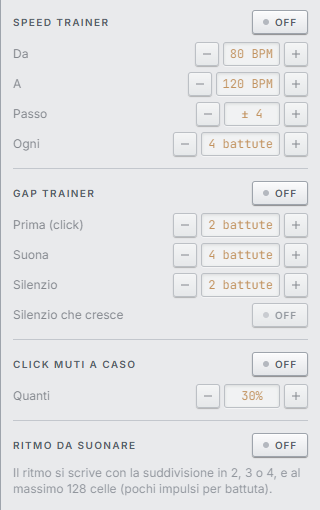 SPEED TRAINER OFF
Da − 80 BPM +
A − 120 BPM +
Passo − ± 4 +
Ogni − 4 battute +
GAP TRAINER OFF
Prima (click) − 2 battute +
Suona − 4 battute +
Silenzio − 2 battute +
Silenzio che cresce OFF
CLICK MUTI A CASO OFF
Quanti − 30% +
RITMO DA SUONARE OFF
Il ritmo si scrive con la suddivisione in 2, 3 o 4, e al
massimo 128 celle (pochi impulsi per battuta).